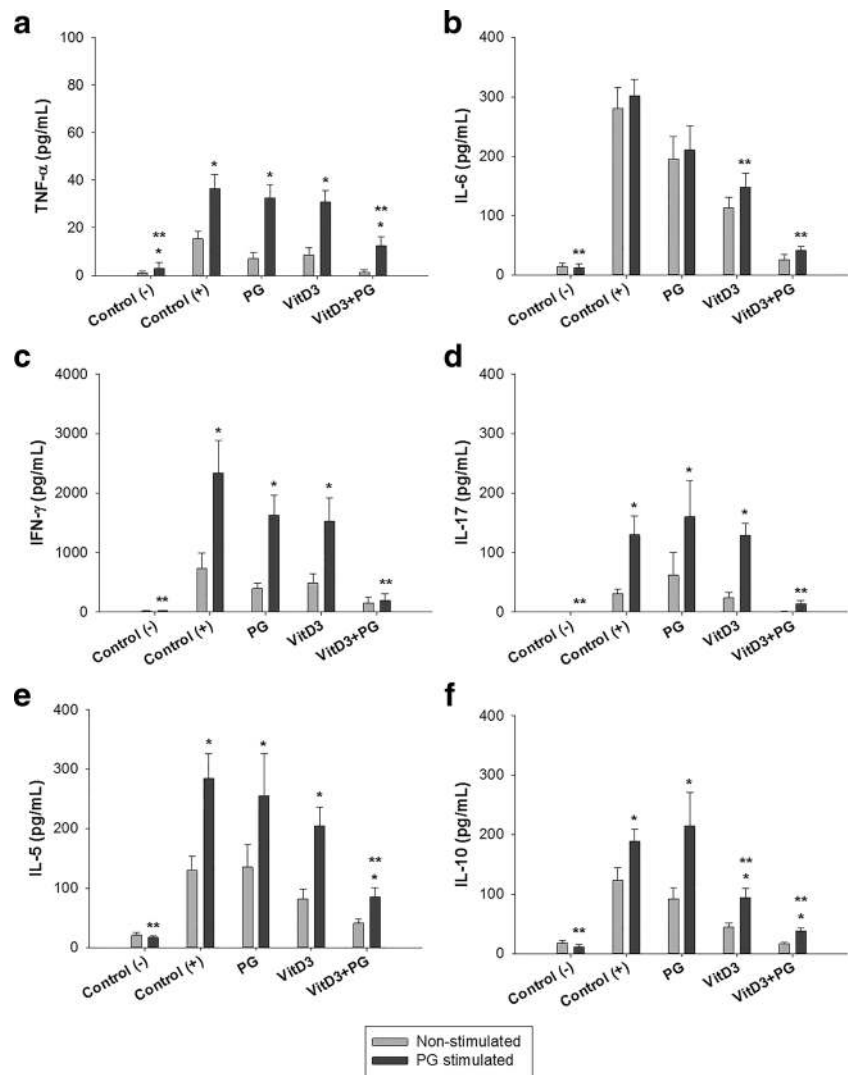 a
TNF-α (pg/mL)
100
80
60
40
20
0
**
*
*
*
*
**
*
Control (-)
Control (+)
PG
VitD3
VitD3+PG
b
IL-6 (pg/mL)
400
300
200
100
0
**
**
**
Control (-)
Control (+)
PG
VitD3
VitD3+PG
c
IFN-γ (pg/mL)
4000
3000
2000
1000
0
**
*
*
*
**
Control (-)
Control (+)
PG
VitD3
VitD3+PG
d
IL-17 (pg/mL)
400
300
200
100
0
**
*
*
*
**
Control (-)
Control (+)
PG
VitD3
VitD3+PG
e
IL-5 (pg/mL)
400
300
200
100
0
**
*
*
*
**
*
Control (-)
Control (+)
PG
VitD3
VitD3+PG
f
IL-10 (pg/mL)
400
300
200
100
0
**
*
*
**
*
**
*
Control (-)
Control (+)
PG
VitD3
VitD3+PG
Non-stimulated
PG stimulated